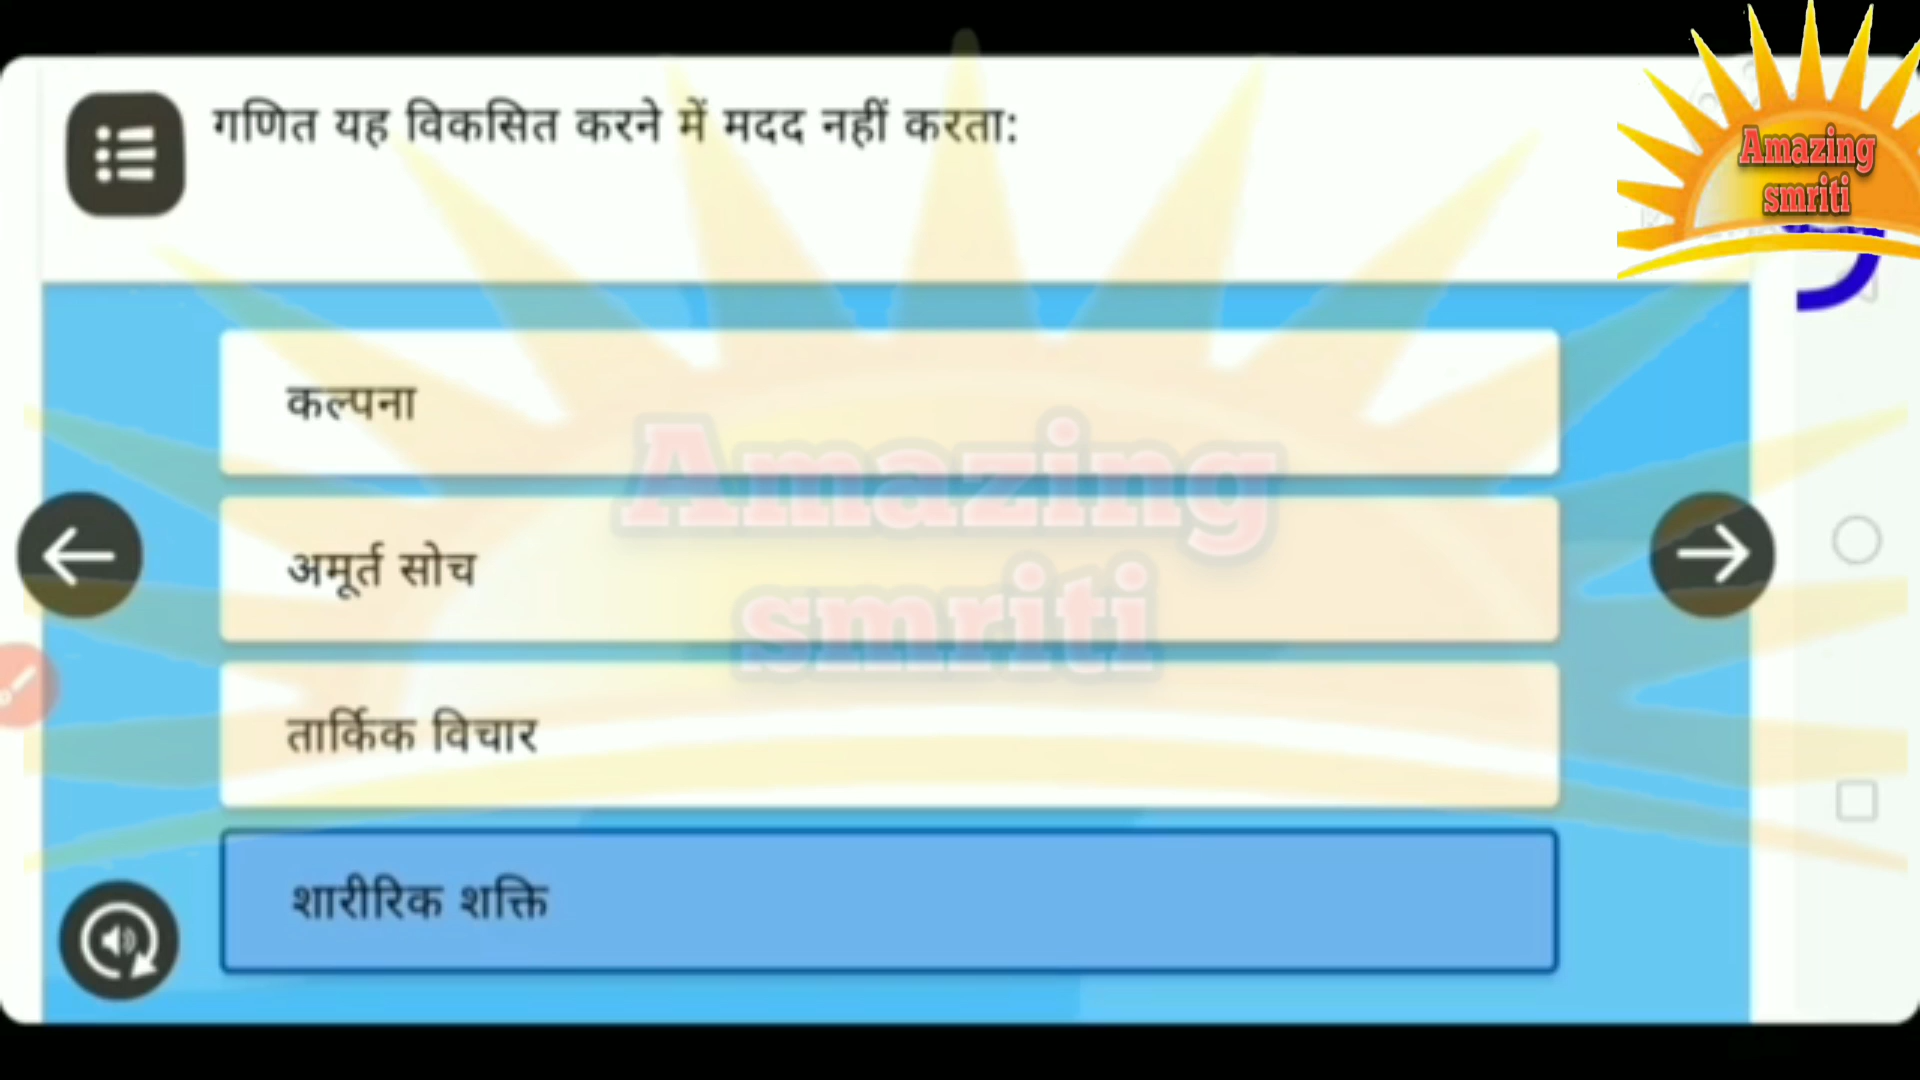 गणित यह विकसित करने में मदद नहीं करता:
Amazing
smriti
कल्पना
अमूर्त सोच
तार्किक विचार
शारीरिक शक्ति
Amazing
smriti